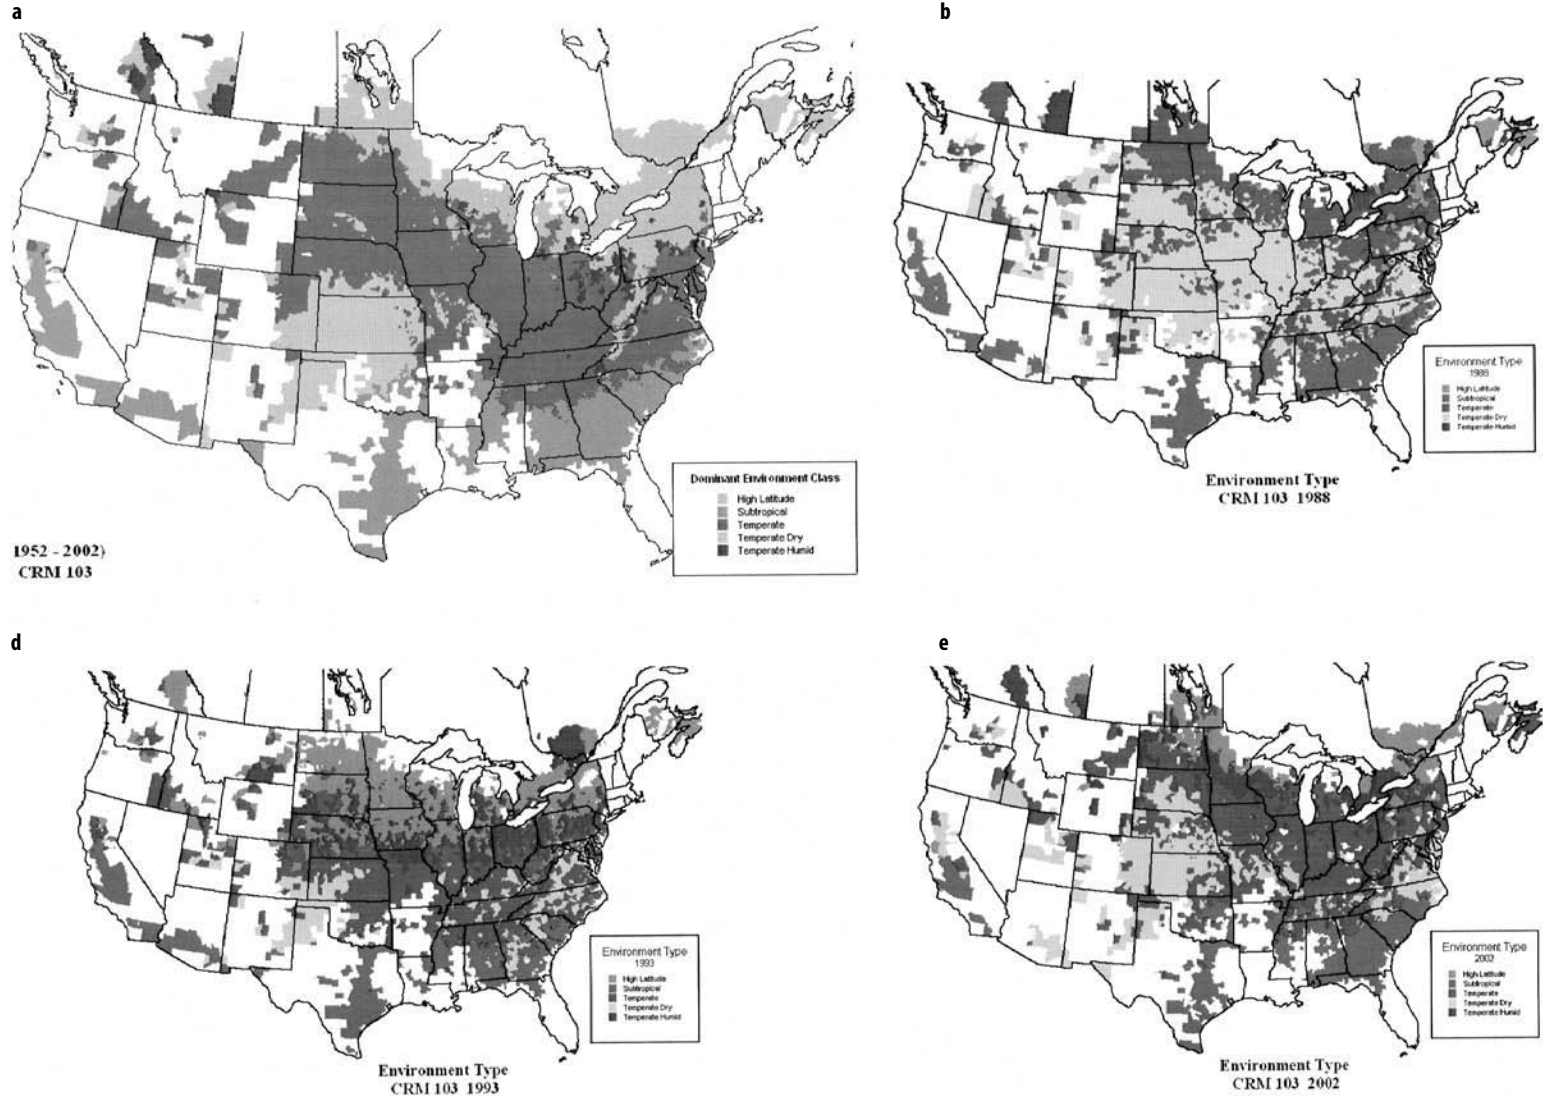 a
Dominant Environment Class
High Latitude
Subtropical
Temperate
Temperate Dry
Temperate Humid
1952 - 2002)
CRM 103
b
Environment Type
1988
High Latitude
Subtropical
Temperate
Temperate Dry
Temperate Humid
Environment Type
CRM 103 1988
d
Environment Type
1993
High Latitude
Subtropical
Temperate
Temperate Dry
Temperate Humid
Environment Type
CRM 103 1993
e
Environment Type
2002
High Latitude
Subtropical
Temperate
Temperate Dry
Temperate Humid
Environment Type
CRM 103 2002